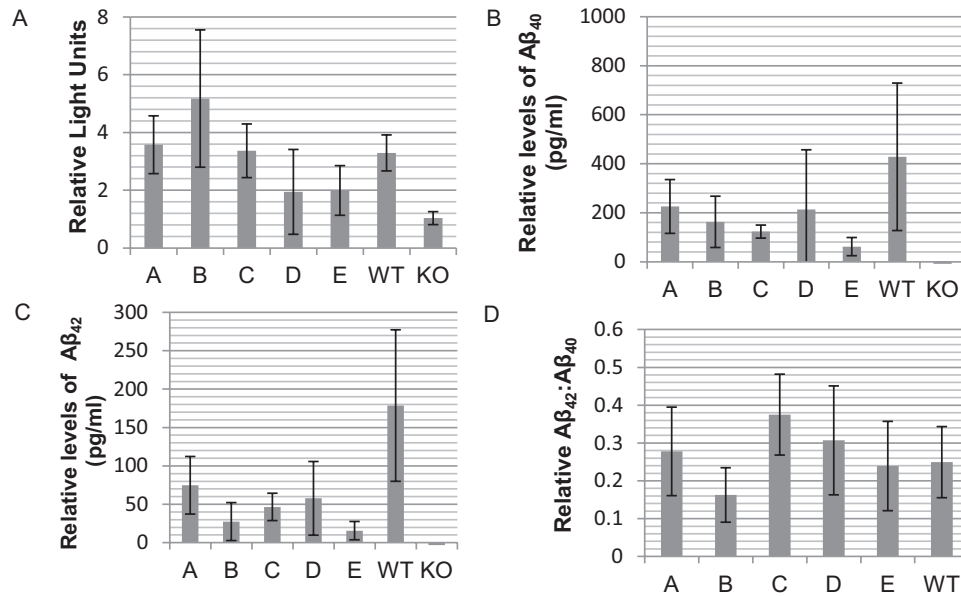 A
Relative Light Units
8
6
4
2
0
A B C D E WT KO
B
Relative levels of Aβ40
(pg/ml)
1000
800
600
400
200
0
A B C D E WT KO
C
Relative levels of Aβ42
(pg/ml)
300
250
200
150
100
50
0
A B C D E WT KO
D
Relative Aβ42:Aβ40
0.6
0.5
0.4
0.3
0.2
0.1
0
A B C D E WT